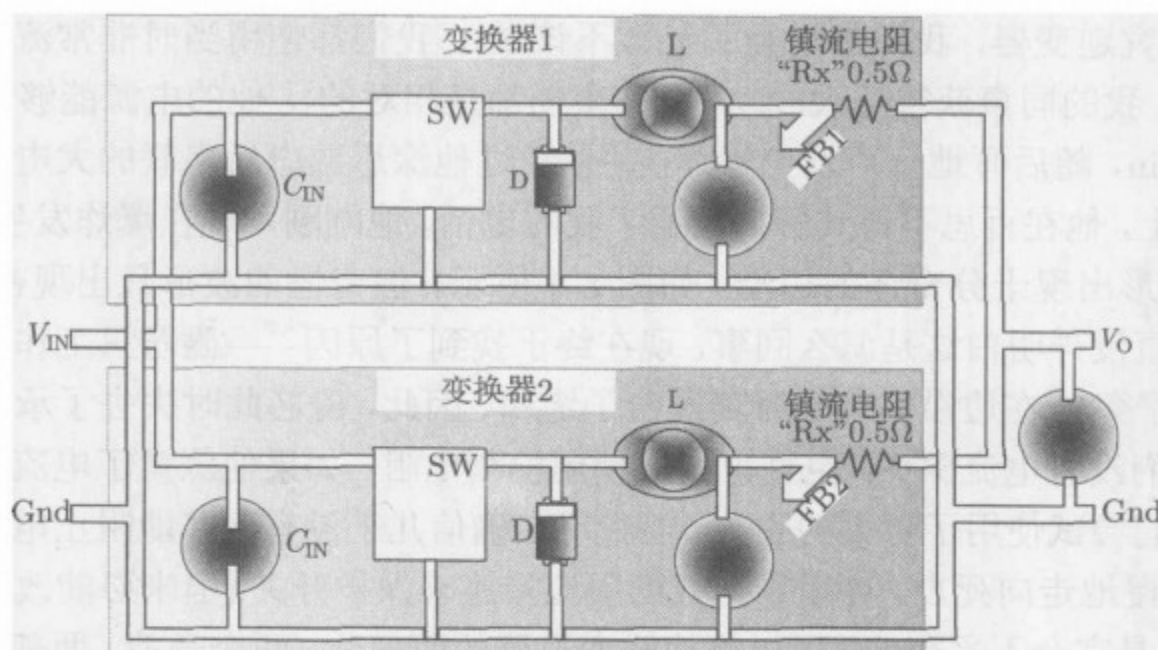 变换器1
L
镇流电阻
“Rx”0.5Ω
SW
FB1
D
C_IN
V_IN
V_O
变换器2
L
镇流电阻
“Rx”0.5Ω
SW
FB2
D
C_IN
Gnd
Gnd